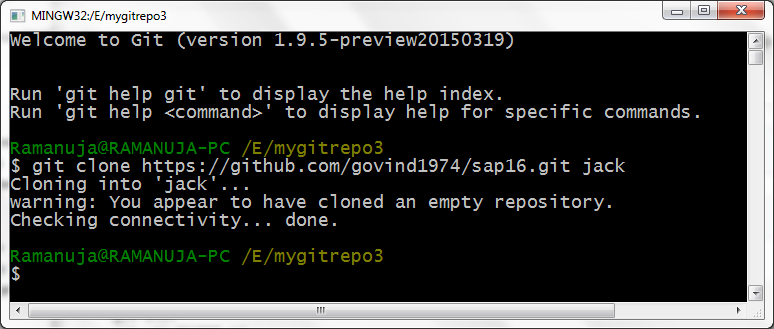 MINGW32:/E/mygitrepo3
Welcome to Git (version 1.9.5-preview20150319)
Run 'git help git' to display the help index.
Run 'git help <command>' to display help for specific commands.
Ramanuja@RAMANUJA-PC /E/mygitrepo3
$ git clone https://github.com/govind1974/sap16.git jack
Cloning into 'jack'...
warning: You appear to have cloned an empty repository.
Checking connectivity... done.
Ramanuja@RAMANUJA-PC /E/mygitrepo3
$